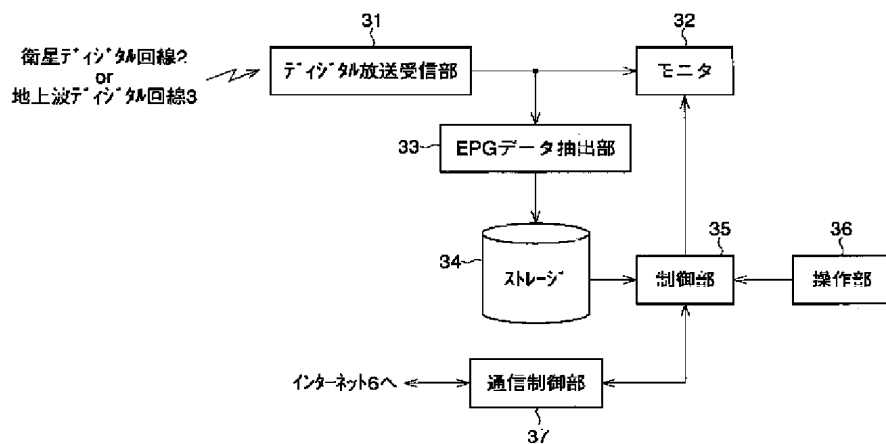 31
32
衛星ディジタル回線2
or
地上波ディジタル回線3
ディジタル放送受信部
モニタ
33
EPGデータ抽出部
34
ストレージ
35
制御部
36
操作部
インターネット6へ
通信制御部
37